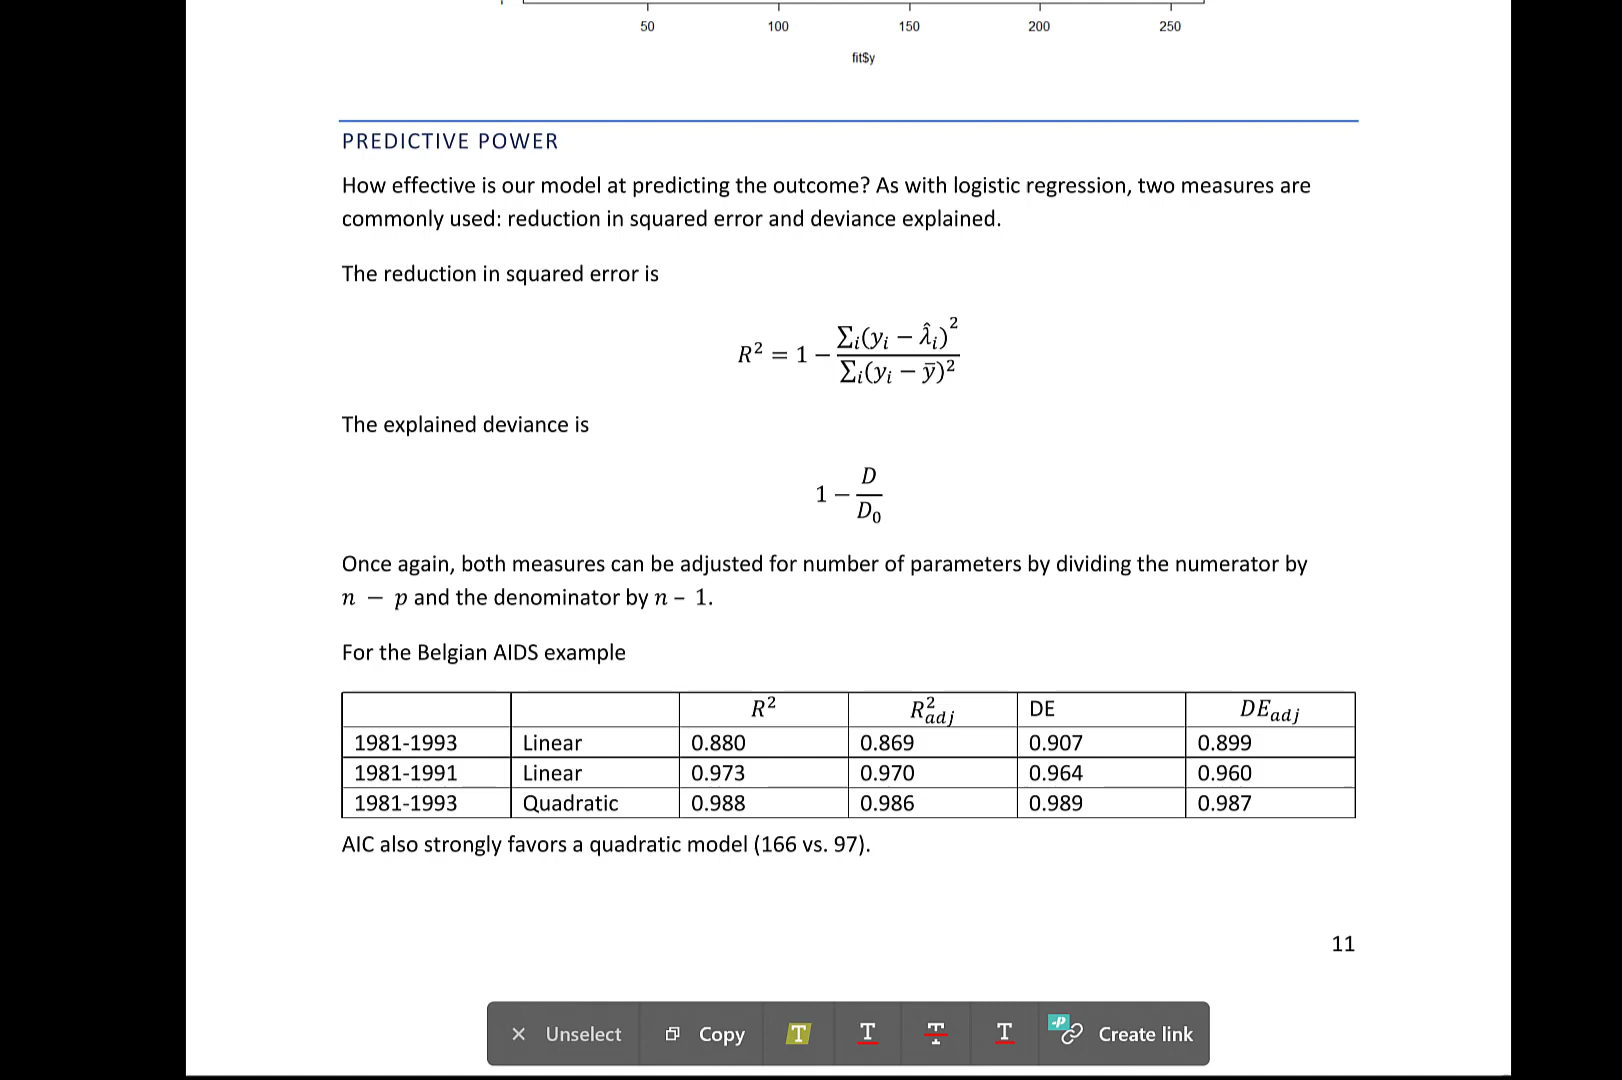 50 100 150 200 250
fit$y
PREDICTIVE POWER
How effective is our model at predicting the outcome? As with logistic regression, two measures are
commonly used: reduction in squared error and deviance explained.
The reduction in squared error is
R² = 1 − Σᵢ(yᵢ − λ̂ᵢ)² / Σᵢ(yᵢ − ȳ)²
The explained deviance is
1 − D / D₀
Once again, both measures can be adjusted for number of parameters by dividing the numerator by
n − p and the denominator by n – 1.
For the Belgian AIDS example
R² R²adj DE DEadj
1981-1993 Linear 0.880 0.869 0.907 0.899
1981-1991 Linear 0.973 0.970 0.964 0.960
1981-1993 Quadratic 0.988 0.986 0.989 0.987
AIC also strongly favors a quadratic model (166 vs. 97).
11
× Unselect Copy T T T T P Create link